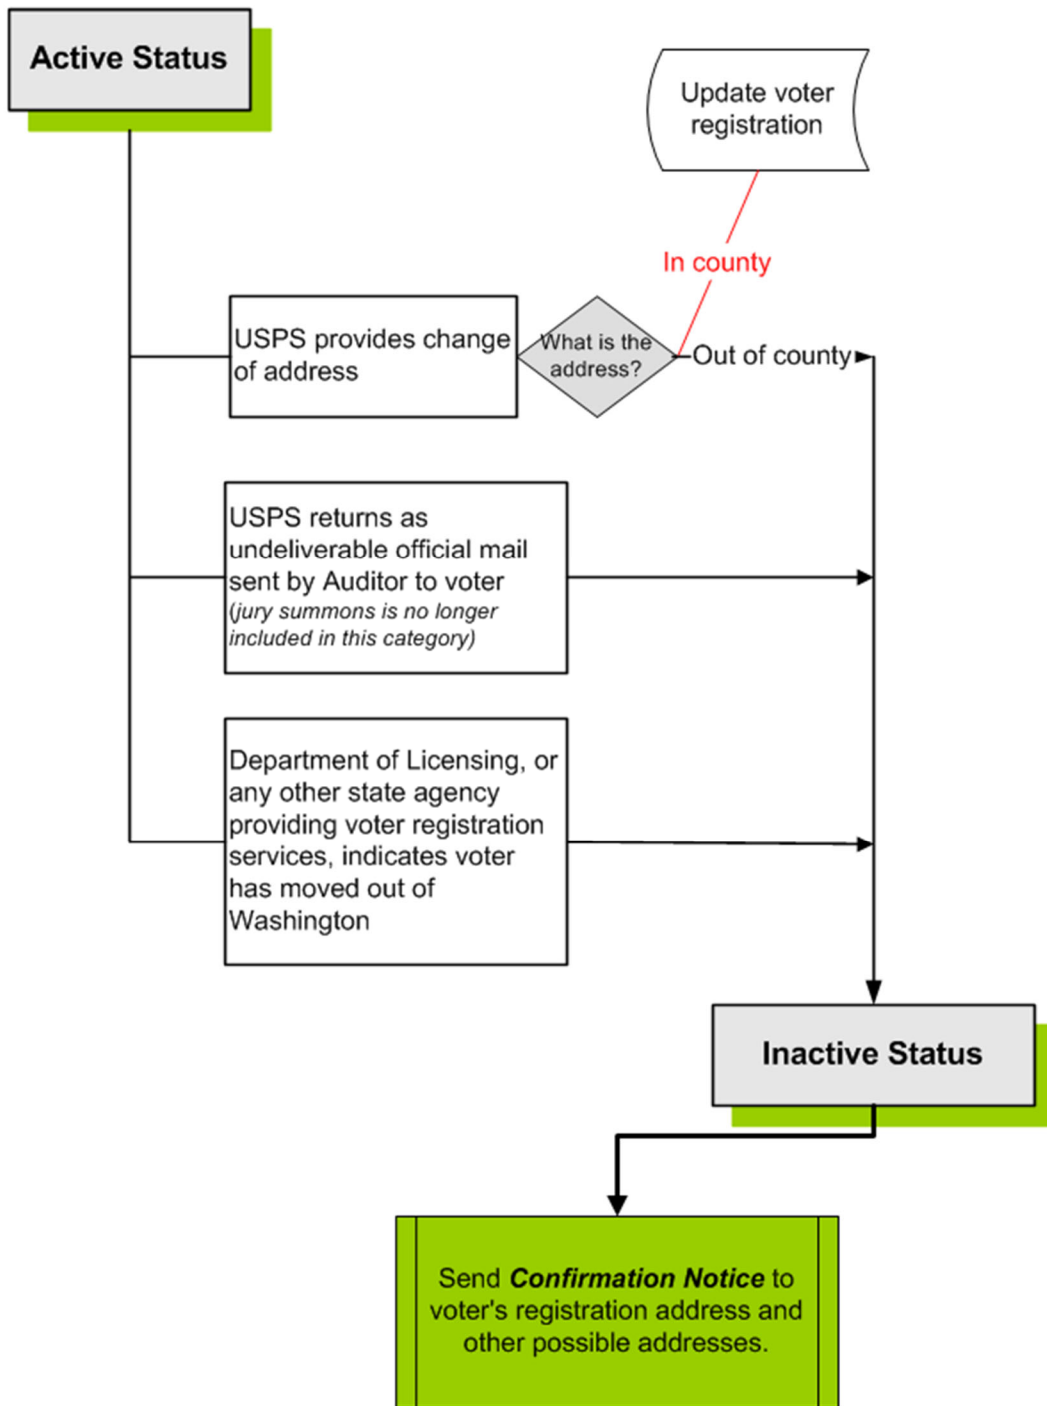 Active Status
Update voter
registration
In county
USPS provides change
of address
What is the
address?
Out of county
USPS returns as
undeliverable official mail
sent by Auditor to voter
(jury summons is no longer
included in this category)
Department of Licensing, or
any other state agency
providing voter registration
services, indicates voter
has moved out of
Washington
Inactive Status
Send Confirmation Notice to
voter's registration address and
other possible addresses.